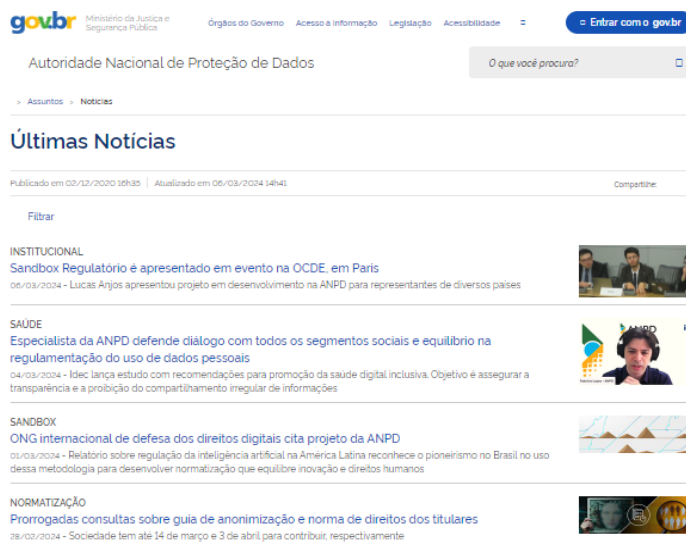 gov.br Ministério da Justiça e Segurança Pública Órgãos do Governo Acesso à Informação Legislação Acessibilidade Entrar com o gov.br
Autoridade Nacional de Proteção de Dados O que você procura?
> Assuntos > Notícias
Últimas Notícias
Publicado em 02/12/2020 16h35 | Atualizado em 06/03/2024 14h41 Compartilhe:
Filtrar
INSTITUCIONAL
Sandbox Regulatório é apresentado em evento na OCDE, em Paris
06/03/2024 - Lucas Anjos apresentou projeto em desenvolvimento na ANPD para representantes de diversos países
SAÚDE
Especialista da ANPD defende diálogo com todos os segmentos sociais e equilíbrio na
regulamentação do uso de dados pessoais
04/03/2024 - Idec lança estudo com recomendações para promoção da saúde digital inclusiva. Objetivo é assegurar a
transparência e a proibição do compartilhamento irregular de informações
ANPD
SANDBOX
ONG internacional de defesa dos direitos digitais cita projeto da ANPD
01/03/2024 - Relatório sobre regulação da inteligência artificial na América Latina reconhece o pioneirismo no Brasil no uso
dessa metodologia para desenvolver normatização que equilibre inovação e direitos humanos
NORMATIZAÇÃO
Prorrogadas consultas sobre guia de anonimização e norma de direitos dos titulares
28/02/2024 - Sociedade tem até 14 de março e 3 de abril para contribuir, respectivamente